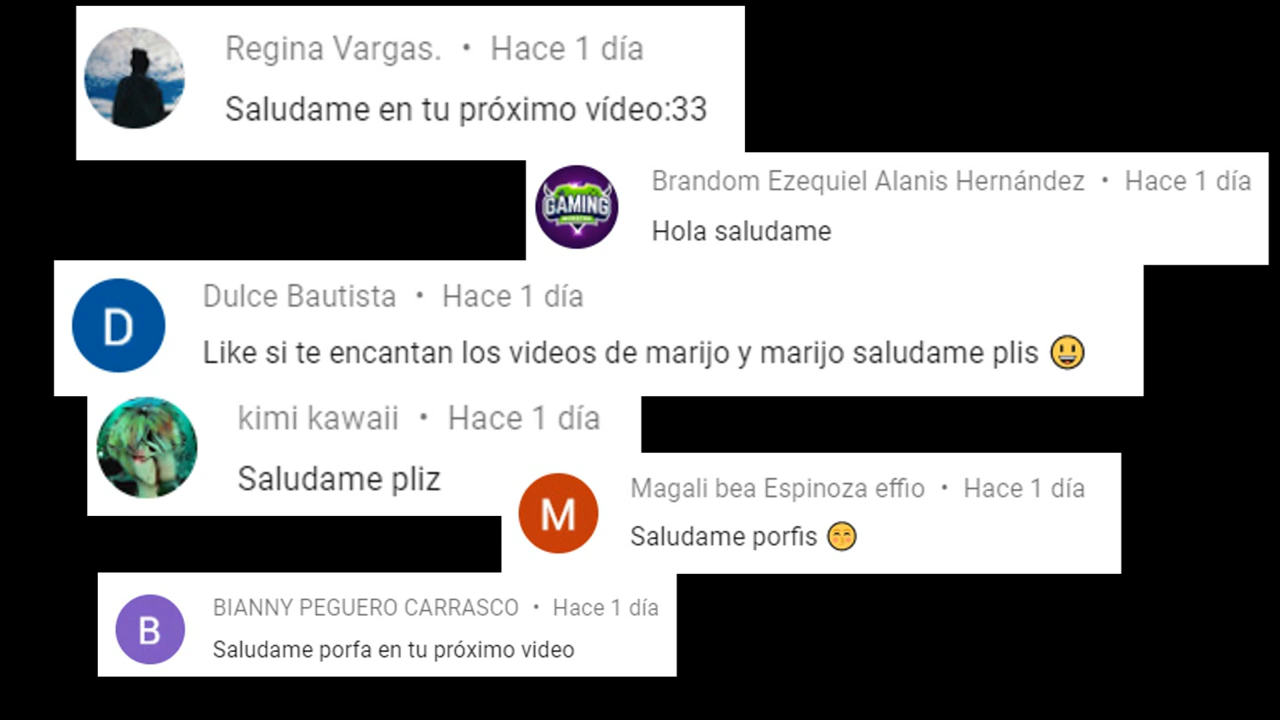 Regina Vargas. • Hace 1 día
Saludame en tu próximo vídeo:33
Brandom Ezequiel Alanis Hernández • Hace 1 día
GAMING
Hola saludame
D
Dulce Bautista • Hace 1 día
Like si te encantan los videos de marijo y marijo saludame plis 😃
kimi kawaii • Hace 1 día
Saludame pliz
M
Magali bea Espinoza effio • Hace 1 día
Saludame porfis 😊
B
BIANNY PEGUERO CARRASCO • Hace 1 día
Saludame porfa en tu próximo video